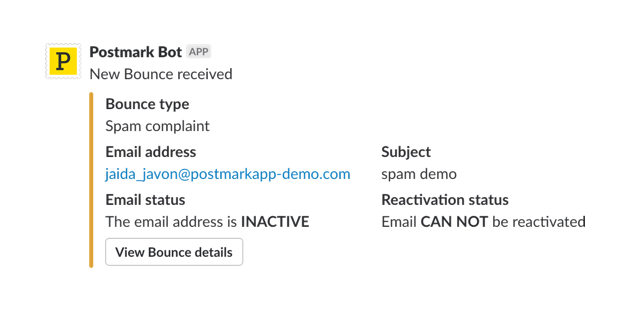 P
Postmark Bot APP
New Bounce received
Bounce type
Spam complaint
Email address
Subject
jaida_javon@postmarkapp-demo.com
spam demo
Email status
Reactivation status
The email address is INACTIVE
Email CAN NOT be reactivated
View Bounce details